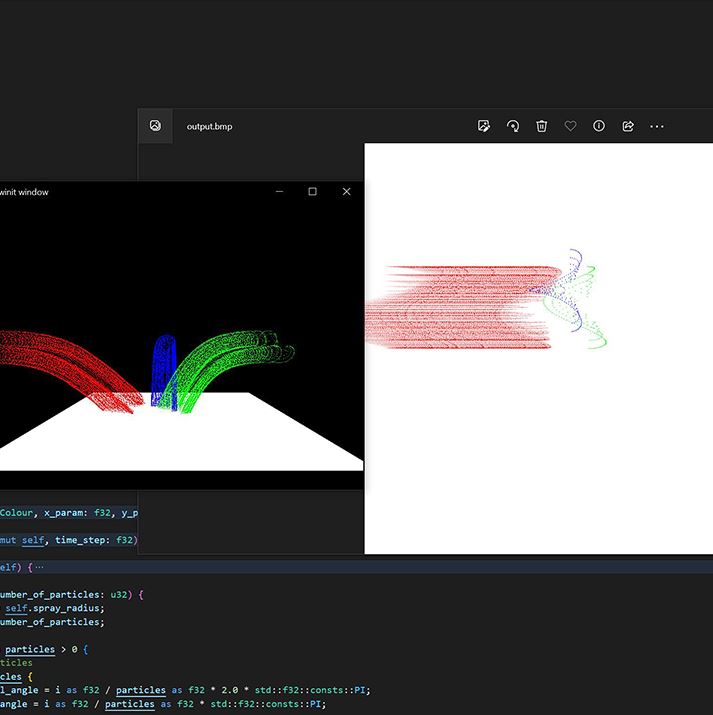 output.bmp
winit window
Colour, x_param: f32, y_p
mut self, time_step: f32)
elf) {···
umber_of_particles: u32) {
self.spray_radius;
umber_of_particles;
particles > 0 {
ticles
cles {
l_angle = i as f32 / particles as f32 * 2.0 * std::f32::consts::PI;
angle = i as f32 / particles as f32 * std::f32::consts::PI;